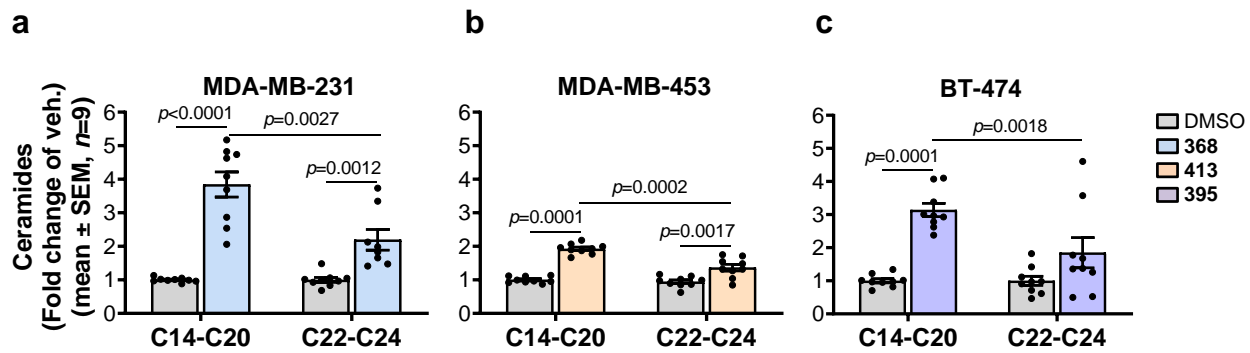 a
b
c
MDA-MB-231
MDA-MB-453
BT-474
Ceramides
(Fold change of veh.)
(mean ± SEM, n=9)
6
5
4
3
2
1
0
p<0.0001
p=0.0027
p=0.0012
C14-C20
C22-C24
6
5
4
3
2
1
0
p=0.0002
p=0.0001
p=0.0017
C14-C20
C22-C24
6
5
4
3
2
1
0
p=0.0018
p=0.0001
C14-C20
C22-C24
DMSO
368
413
395